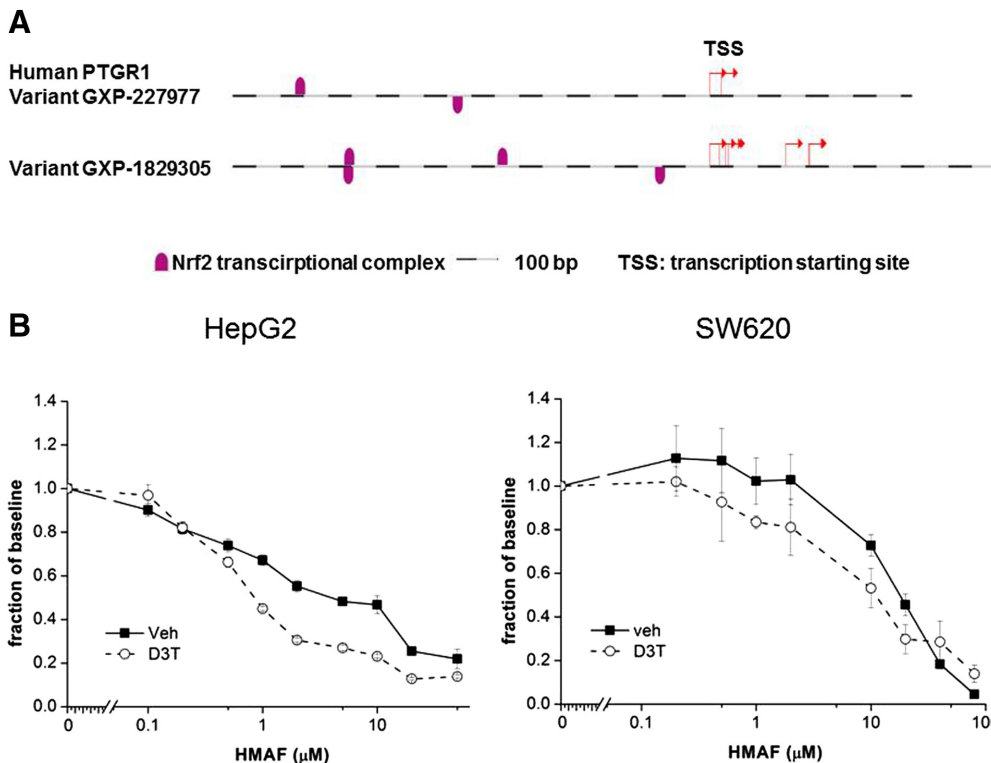 A
TSS
Human PTGR1
Variant GXP-227977
Variant GXP-1829305
Nrf2 transcirptional complex
100 bp
TSS: transcription starting site
B
HepG2
SW620
1.4
1.2
1.0
0.8
0.6
0.4
0.2
0.0
fraction of baseline
Veh
D3T
0
0.1
1
10
HMAF (µM)
1.4
1.2
1.0
0.8
0.6
0.4
0.2
0.0
fraction of baseline
veh
D3T
0
0.1
1
10
80
HMAF (µM)